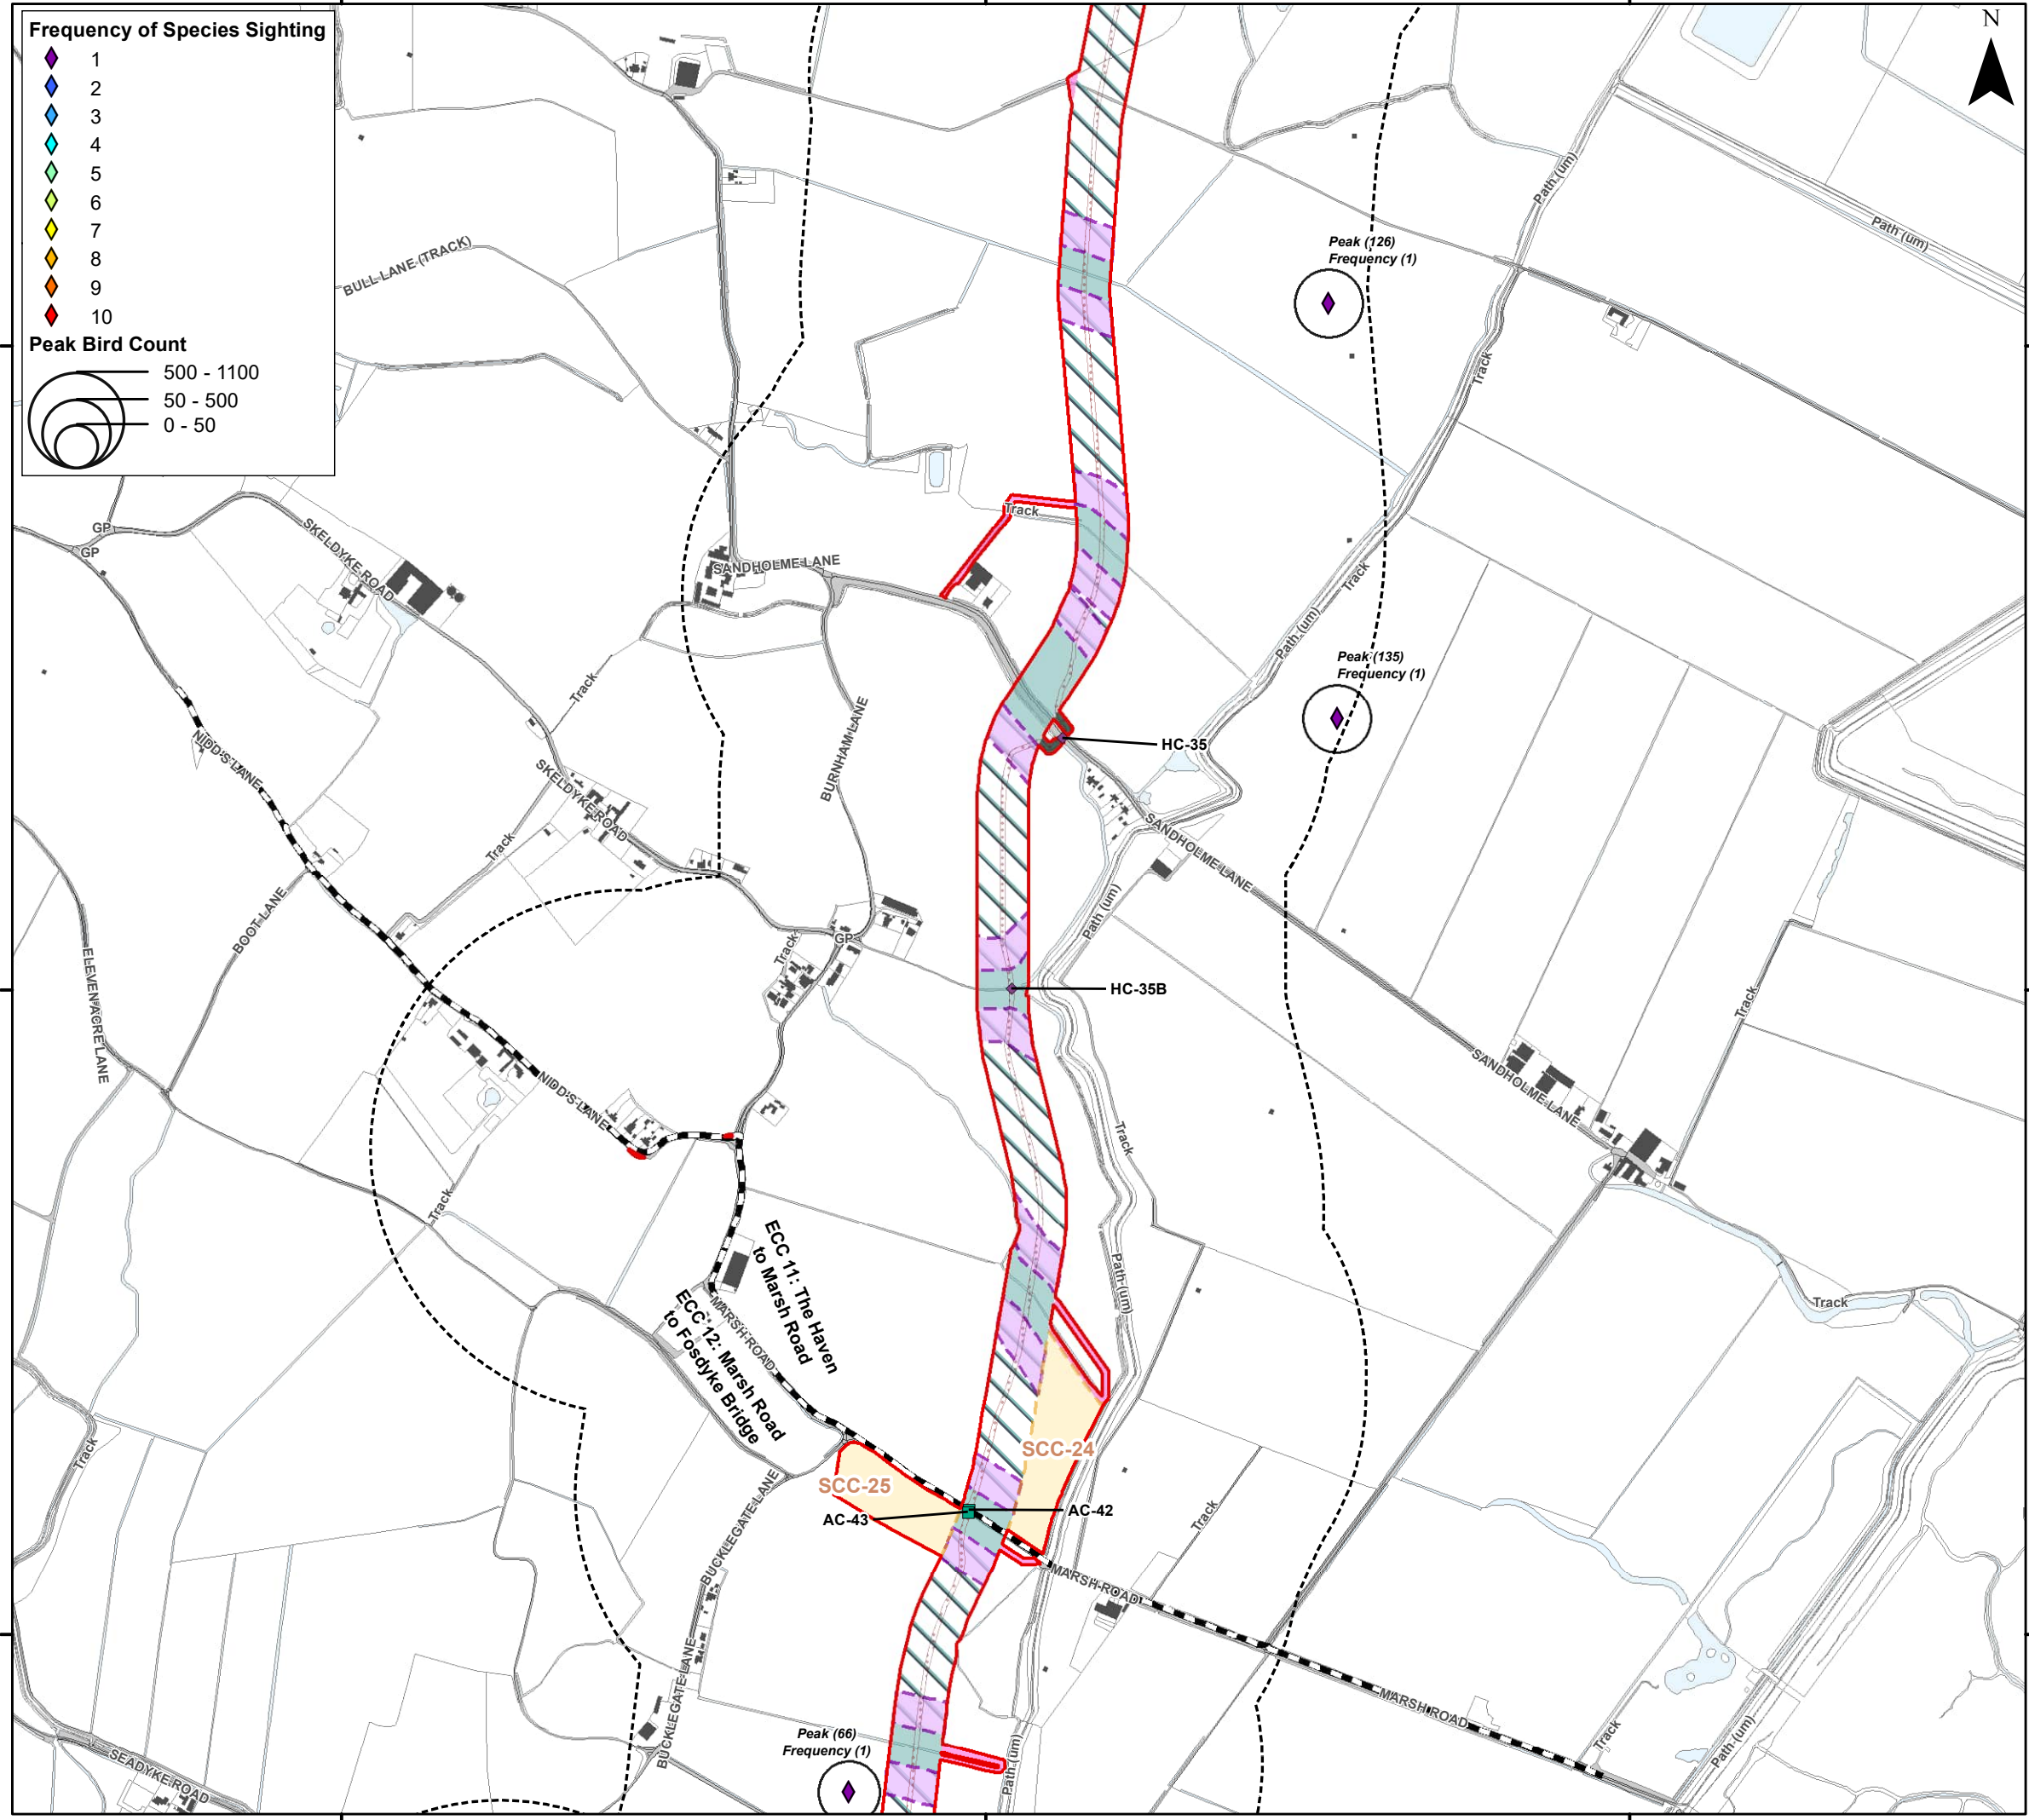 Frequency of Species Sighting
1
2
3
4
5
6
7
8
9
10
Peak Bird Count
500 - 1100
50 - 500
0 - 50
N
Path (um)
Path (um)
BULL LANE (TRACK)
Peak (126)
Frequency (1)
Track
GP
GP
SKELDYKE ROAD
Track
SANDHOLME LANE
Track
Path (um)
Peak (135)
Frequency (1)
Track
NIDD'S LANE
BURNHAM LANE
HC-35
SKELDYKE ROAD
Track
SANDHOLME LANE
BOOT LANE
Path (um)
ELEVENACRE LANE
Track
GP
HC-35B
Track
SANDHOLME LANE
NIDD'S LANE
Track
Track
ECC 11: The Haven
to Marsh Road
Path (um)
ECC 12: Marsh Road
to Fosdyke Bridge
MARSH ROAD
Track
Track
SCC-24
SCC-25
AC-43
AC-42
Track
BUCKLEGATE LANE
MARSH ROAD
BUCKLEGATE LANE
MARSH ROAD
Track
Path (um)
Peak (66)
Frequency (1)
Path (um)
SEADYKE ROAD